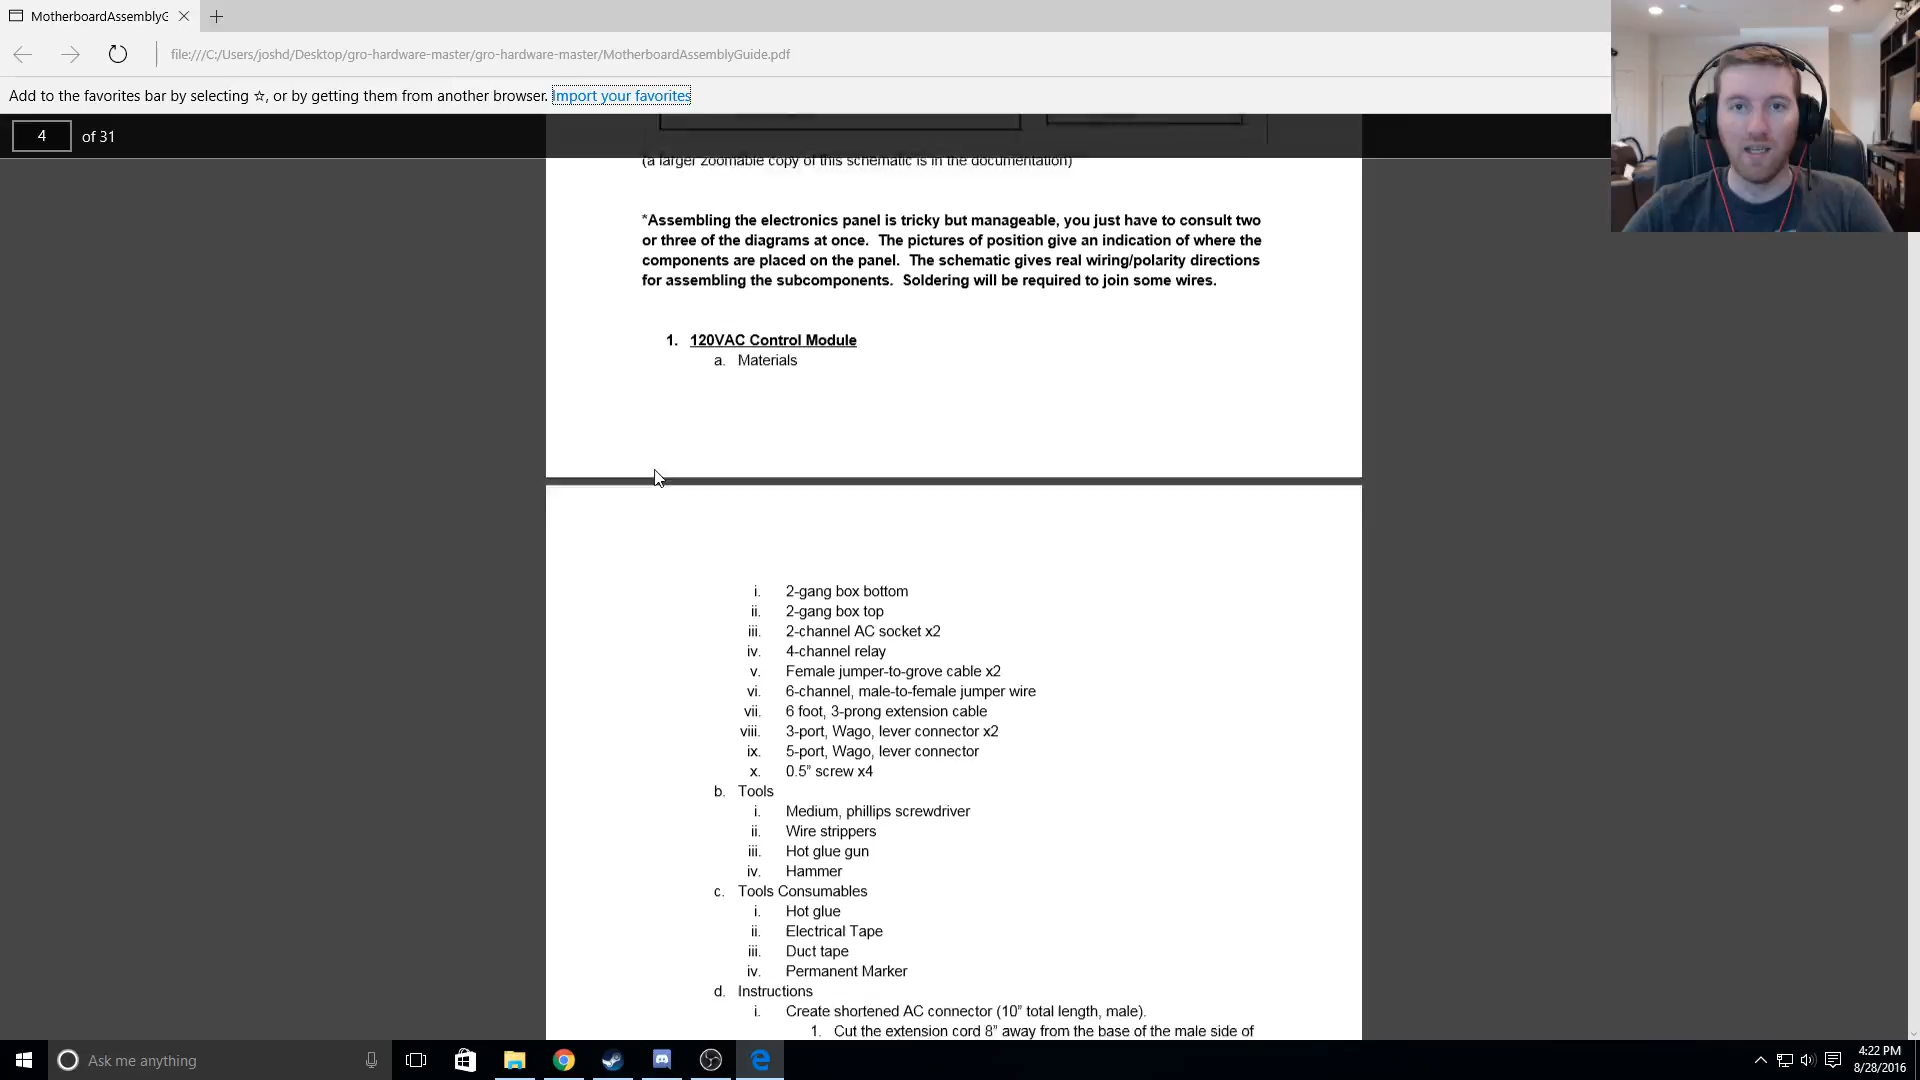 MotherboardAssemblyG
file:///C:/Users/joshd/Desktop/gro-hardware-master/gro-hardware-master/MotherboardAssemblyGuide.pdf
Add to the favorites bar by selecting ☆, or by getting them from another browser. Import your favorites
4 of 31
(a larger zoomable copy of this schematic is in the documentation)
*Assembling the electronics panel is tricky but manageable, you just have to consult two
or three of the diagrams at once. The pictures of position give an indication of where the
components are placed on the panel. The schematic gives real wiring/polarity directions
for assembling the subcomponents. Soldering will be required to join some wires.
1. 120VAC Control Module
a. Materials
i. 2-gang box bottom
ii. 2-gang box top
iii. 2-channel AC socket x2
iv. 4-channel relay
v. Female jumper-to-grove cable x2
vi. 6-channel, male-to-female jumper wire
vii. 6 foot, 3-prong extension cable
viii. 3-port, Wago, lever connector x2
ix. 5-port, Wago, lever connector
x. 0.5” screw x4
b. Tools
i. Medium, phillips screwdriver
ii. Wire strippers
iii. Hot glue gun
iv. Hammer
c. Tools Consumables
i. Hot glue
ii. Electrical Tape
iii. Duct tape
iv. Permanent Marker
d. Instructions
i. Create shortened AC connector (10” total length, male).
1. Cut the extension cord 8” away from the base of the male side of
Ask me anything
4:22 PM
8/28/2016